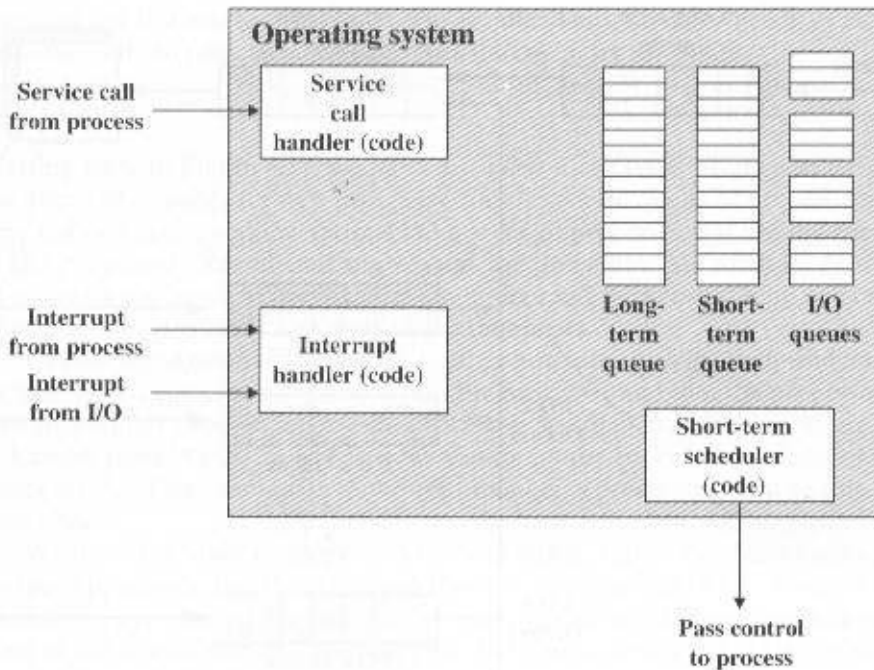 Operating system
Service call
from process
Service
call
handler (code)
Interrupt
from process
Interrupt
from I/O
Interrupt
handler (code)
Long-
term
queue
Short-
term
queue
I/O
queues
Short-term
scheduler
(code)
Pass control
to process